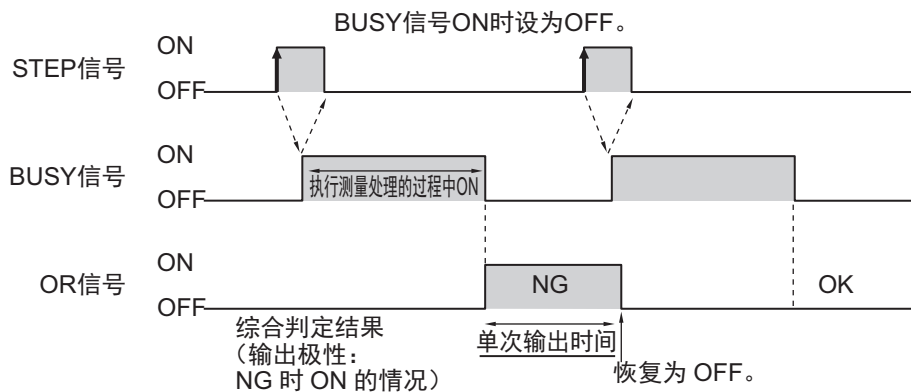 BUSY信号ON时设为OFF。
STEP信号
ON
OFF
BUSY信号
ON
OFF
执行测量处理的过程中ON
OR信号
ON
OFF
NG
OK
综合判定结果
（输出极性：
NG 时 ON 的情况）
单次输出时间
恢复为 OFF。